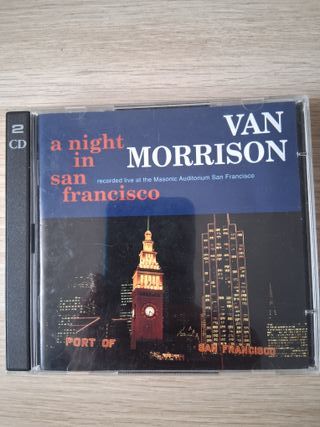 2
CD
VAN
MORRISON
a night
in
san
francisco
recorded live at the Masonic Auditorium San Francisco
PORT OF
SAN FRANCISCO